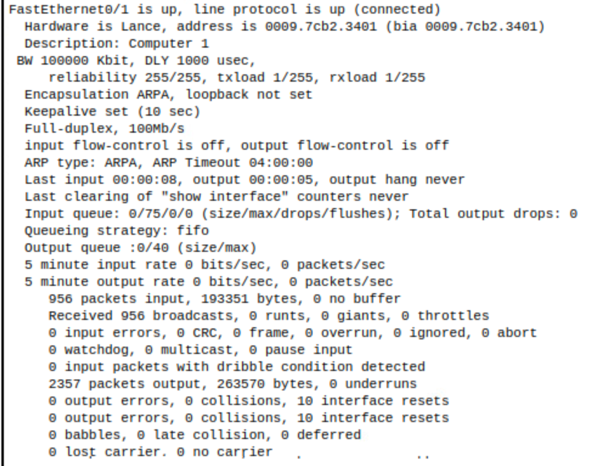 FastEthernet0/1 is up, line protocol is up (connected)
Hardware is Lance, address is 0009.7cb2.3401 (bia 0009.7cb2.3401)
Description: Computer 1
BW 100000 Kbit, DLY 1000 usec,
reliability 255/255, txload 1/255, rxload 1/255
Encapsulation ARPA, loopback not set
Keepalive set (10 sec)
Full-duplex, 100Mb/s
input flow-control is off, output flow-control is off
ARP type: ARPA, ARP Timeout 04:00:00
Last input 00:00:08, output 00:00:05, output hang never
Last clearing of "show interface" counters never
Input queue: 0/75/0/0 (size/max/drops/flushes); Total output drops: 0
Queueing strategy: fifo
Output queue :0/40 (size/max)
5 minute input rate 0 bits/sec, 0 packets/sec
5 minute output rate 0 bits/sec, 0 packets/sec
956 packets input, 193351 bytes, 0 no buffer
Received 956 broadcasts, 0 runts, 0 giants, 0 throttles
0 input errors, 0 CRC, 0 frame, 0 overrun, 0 ignored, 0 abort
0 watchdog, 0 multicast, 0 pause input
0 input packets with dribble condition detected
2357 packets output, 263570 bytes, 0 underruns
0 output errors, 0 collisions, 10 interface resets
0 output errors, 0 collisions, 10 interface resets
0 babbles, 0 late collision, 0 deferred
0 lost carrier. 0 no carrier